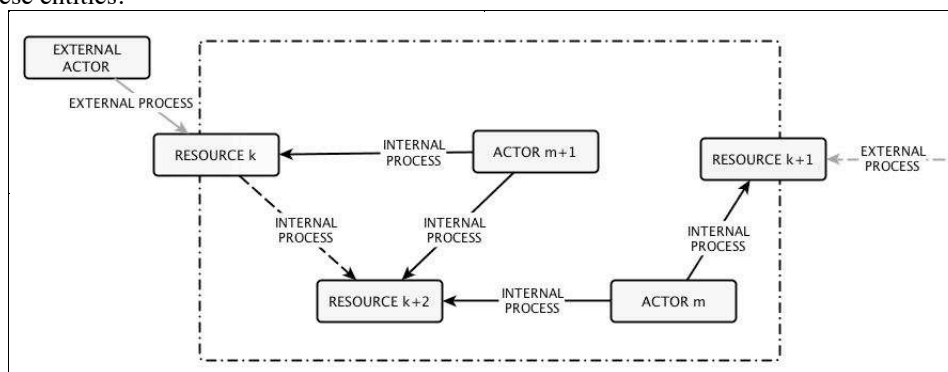 these entities?
EXTERNAL
ACTOR
EXTERNAL PROCESS
RESOURCE k
INTERNAL
PROCESS
ACTOR m+1
RESOURCE k+1
EXTERNAL
PROCESS
INTERNAL
PROCESS
INTERNAL
PROCESS
INTERNAL
PROCESS
RESOURCE k+2
INTERNAL
PROCESS
ACTOR m